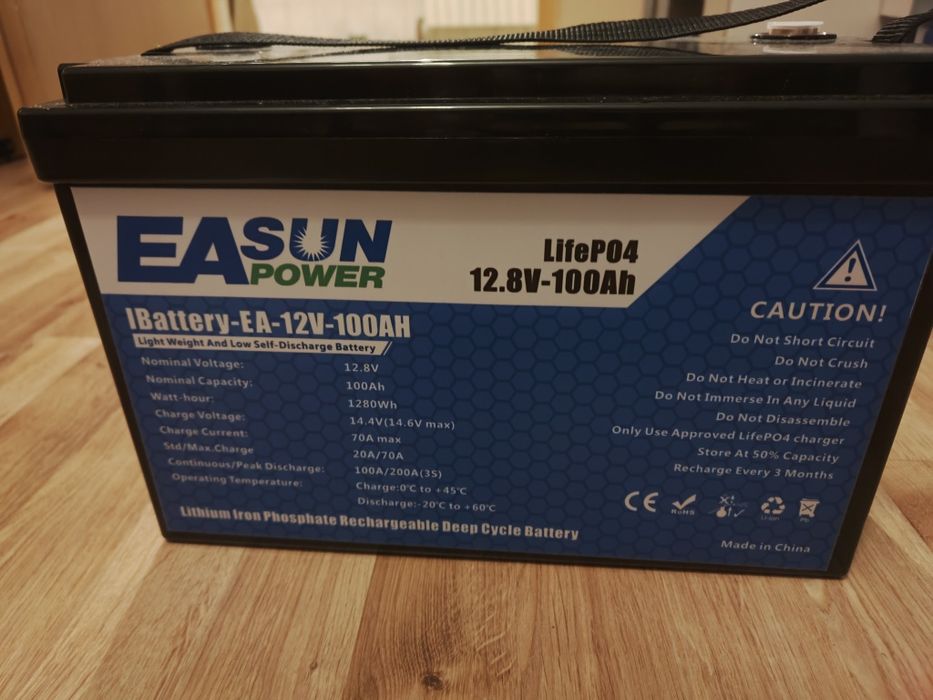 EASUN
POWER
LifePO4
12.8V-100Ah
IBattery-EA-12V-100AH
Light Weight And Low Self-Discharge Battery
Nominal Voltage: 12.8V
Nominal Capacity: 100Ah
Watt-hour: 1280Wh
Charge Voltage: 14.4V(14.6V max)
Charge Current: 70A max
Std/Max.Charge 20A/70A
Continuous/Peak Discharge: 100A/200A(3S)
Operating Temperature: Charge:0℃ to +45℃
Discharge:-20℃ to +60℃
Lithium Iron Phosphate Rechargeable Deep Cycle Battery
CAUTION!
Do Not Short Circuit
Do Not Crush
Do Not Heat or Incinerate
Do Not Immerse In Any Liquid
Do Not Disassemble
Only Use Approved LifePO4 charger
Store At 50% Capacity
Recharge Every 3 Months
CE
RoHS
Li-ion
Pb
Made in China